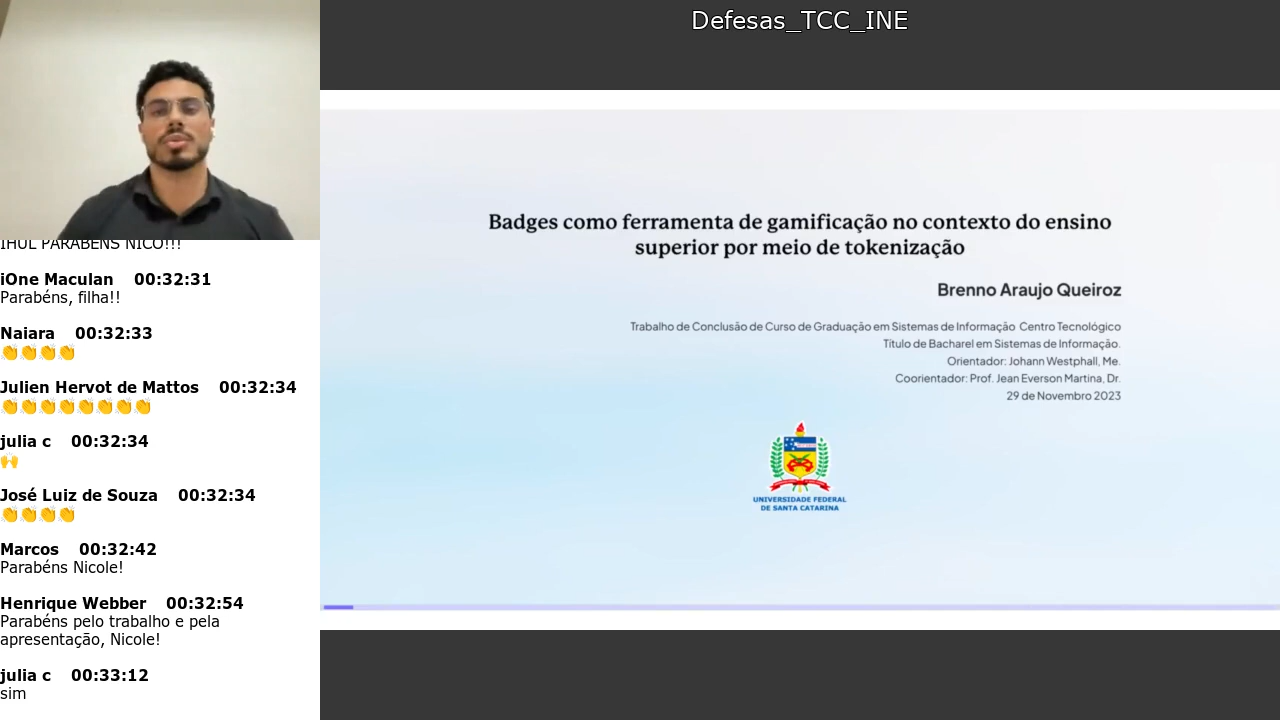 Defesas_TCC_INE
IHUL PARABENS NICO!!!
iOne Maculan 00:32:31
Parabéns, filha!!
Naiara 00:32:33
👏👏👏👏
Julien Hervot de Mattos 00:32:34
👏👏👏👏👏👏👏👏
julia c 00:32:34
🙌
José Luiz de Souza 00:32:34
👏👏👏👏
Marcos 00:32:42
Parabéns Nicole!
Henrique Webber 00:32:54
Parabéns pelo trabalho e pela
apresentação, Nicole!
julia c 00:33:12
sim
Badges como ferramenta de gamificação no contexto do ensino
superior por meio de tokenização
Brenno Araujo Queiroz
Trabalho de Conclusão de Curso de Graduação em Sistemas de Informação Centro Tecnológico
Título de Bacharel em Sistemas de Informação.
Orientador: Johann Westphall, Me.
Coorientador: Prof. Jean Everson Martina, Dr.
29 de Novembro 2023
UNIVERSIDADE FEDERAL
DE SANTA CATARINA